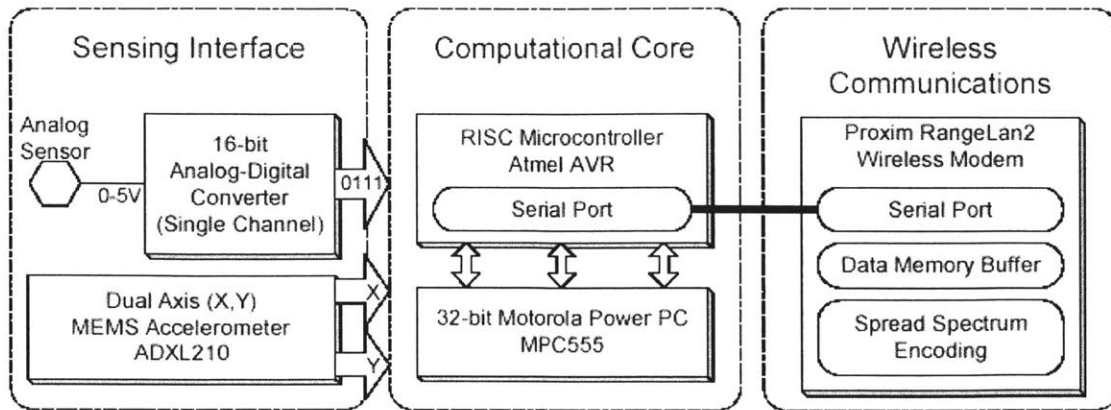 Sensing Interface
Analog
Sensor
0-5V
16-bit
Analog-Digital
Converter
(Single Channel)
0111
Dual Axis (X,Y)
MEMS Accelerometer
ADXL210
X
Y
Computational Core
RISC Microcontroller
Atmel AVR
Serial Port
32-bit Motorola Power PC
MPC555
Wireless
Communications
Proxim RangeLan2
Wireless Modem
Serial Port
Data Memory Buffer
Spread Spectrum
Encoding